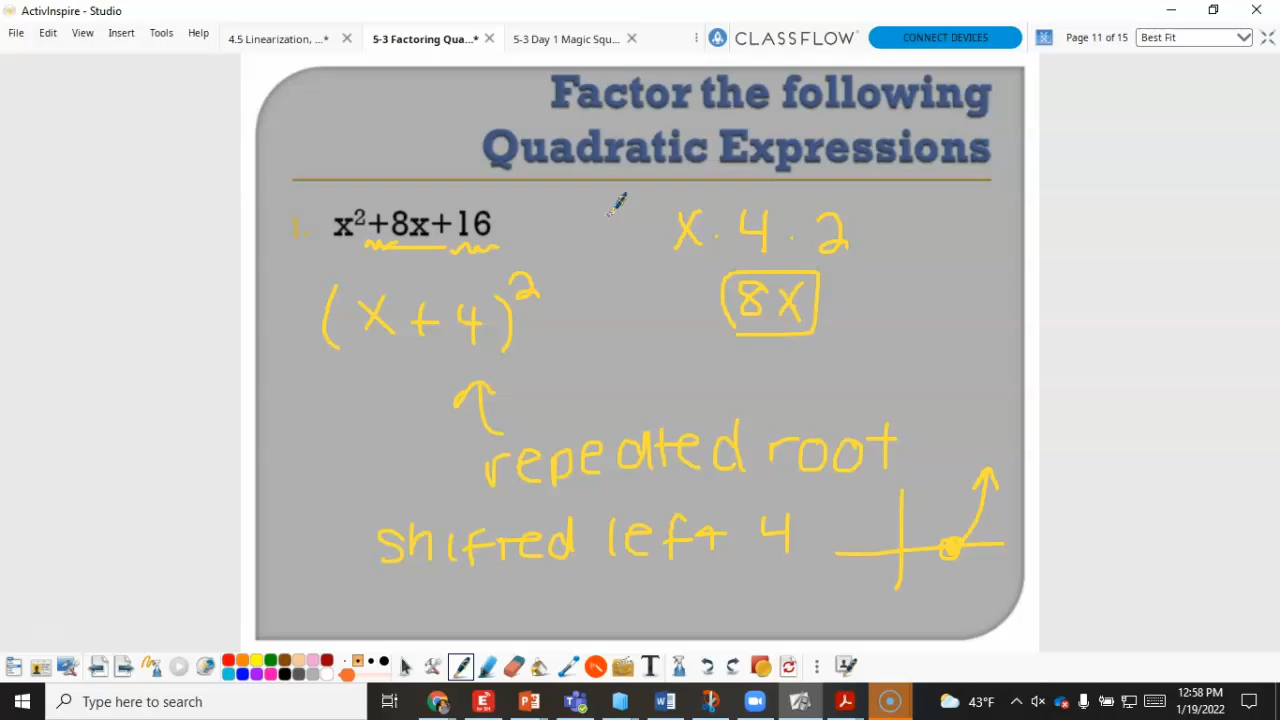 ActivInspire - Studio
File Edit View Insert Tools Help
4.5 Linearization, ...*
5-3 Factoring Qua...*
5-3 Day 1 Magic Squ...
CLASSFLOW
CONNECT DEVICES
Page 11 of 15
Best Fit
Factor the following
Quadratic Expressions
1. x²+8x+16
x · 4 · 2
(x + 4)²
8x
repeated root
shifted left 4
Type here to search
43°F
12:58 PM
1/19/2022